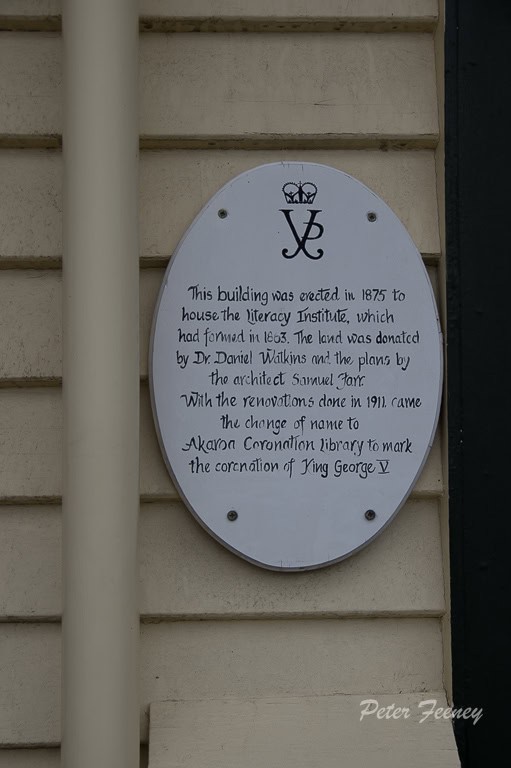 This building was erected in 1875 to
house the literacy Institute, which
had formed in 1863. The land was donated
by Dr. Daniel Watkins and the plans by
the architect Samuel Farr.
With the renovations done in 1911 came
the change of name to
Akaroa Coronation library to mark
the coronation of King George V
Peter Feeney